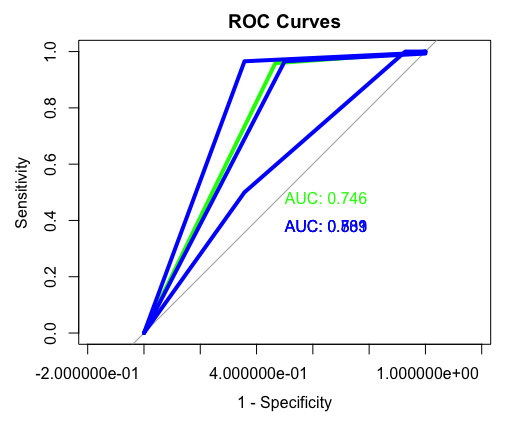 ROC Curves
1.0
0.8
0.6
0.4
0.2
0.0
Sensitivity
AUC: 0.746
AUC:
-2.000000e-01 4.000000e-01 1.000000e+00
1 - Specificity